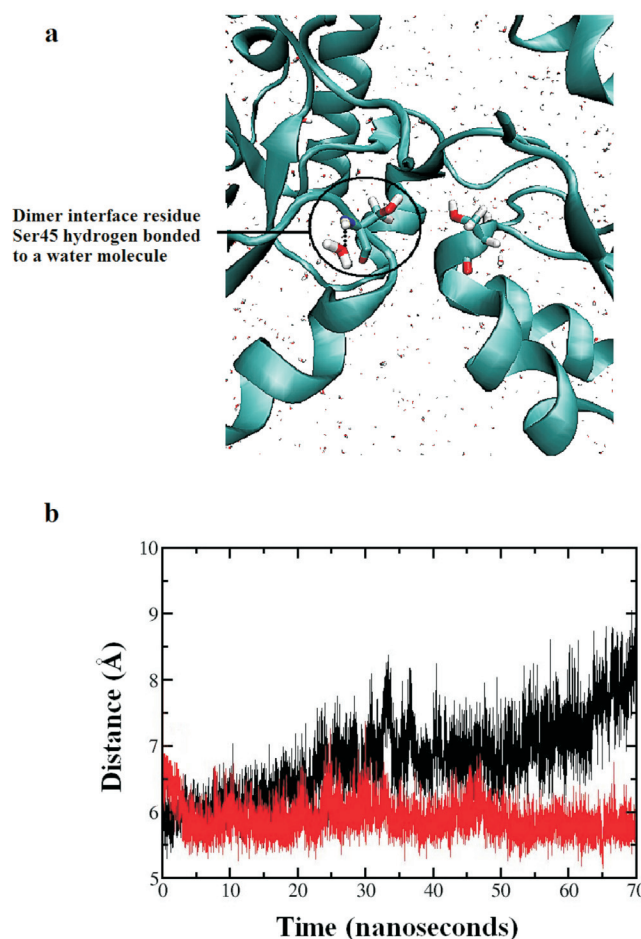 a
Dimer interface residue
Ser45 hydrogen bonded
to a water molecule
b
10
9
8
7
6
5
Distance (Å)
0 10 20 30 40 50 60 70
Time (nanoseconds)